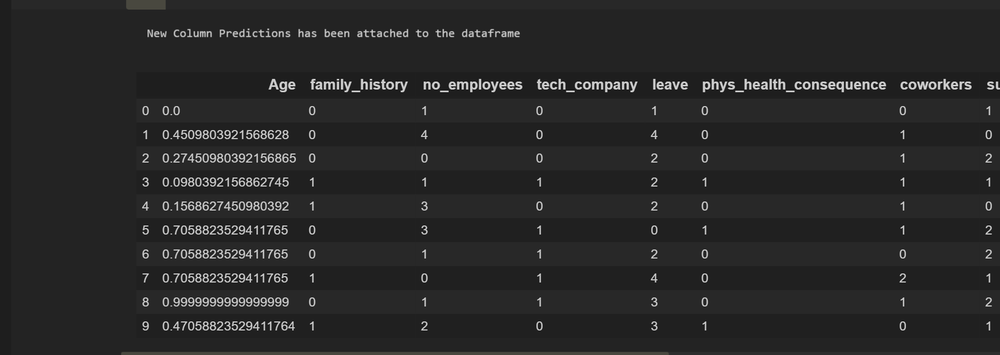 New Column Predictions has been attached to the dataframe
Age family_history no_employees tech_company leave phys_health_consequence coworkers su
0 0.0 0 1 0 1 0 0 1
1 0.4509803921568628 0 4 0 4 0 1 0
2 0.27450980392156865 0 0 0 2 0 1 2
3 0.0980392156862745 1 1 1 2 1 1 1
4 0.1568627450980392 1 3 0 2 0 1 0
5 0.7058823529411765 0 3 1 0 1 1 2
6 0.7058823529411765 0 1 1 2 0 0 2
7 0.7058823529411765 1 0 1 4 0 2 1
8 0.9999999999999999 0 1 1 3 0 1 2
9 0.47058823529411764 1 2 0 3 1 0 1